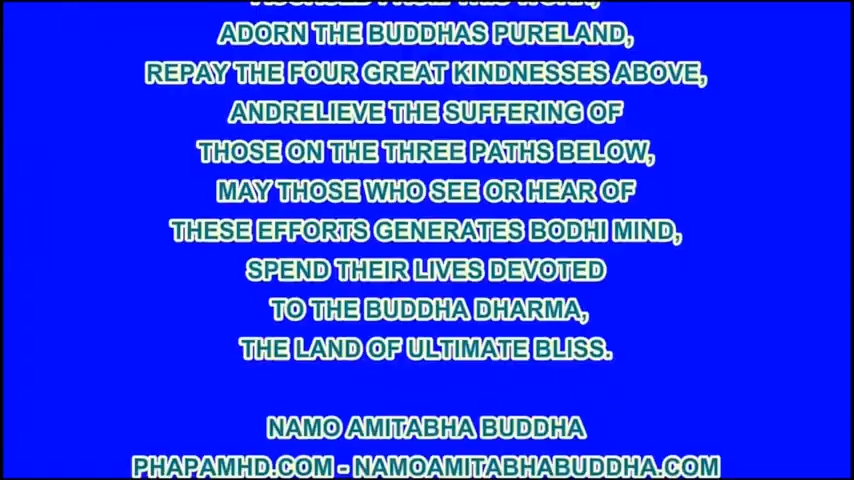 ADORN THE BUDDHAS PURELAND,
REPAY THE FOUR GREAT KINDNESSES ABOVE,
ANDRELIEVE THE SUFFERING OF
THOSE ON THE THREE PATHS BELOW,
MAY THOSE WHO SEE OR HEAR OF
THESE EFFORTS GENERATES BODHI MIND,
SPEND THEIR LIVES DEVOTED
TO THE BUDDHA DHARMA,
THE LAND OF ULTIMATE BLISS.
NAMO AMITABHA BUDDHA
PHAPAMHD.COM - NAMOAMITABHABUDDHA.COM